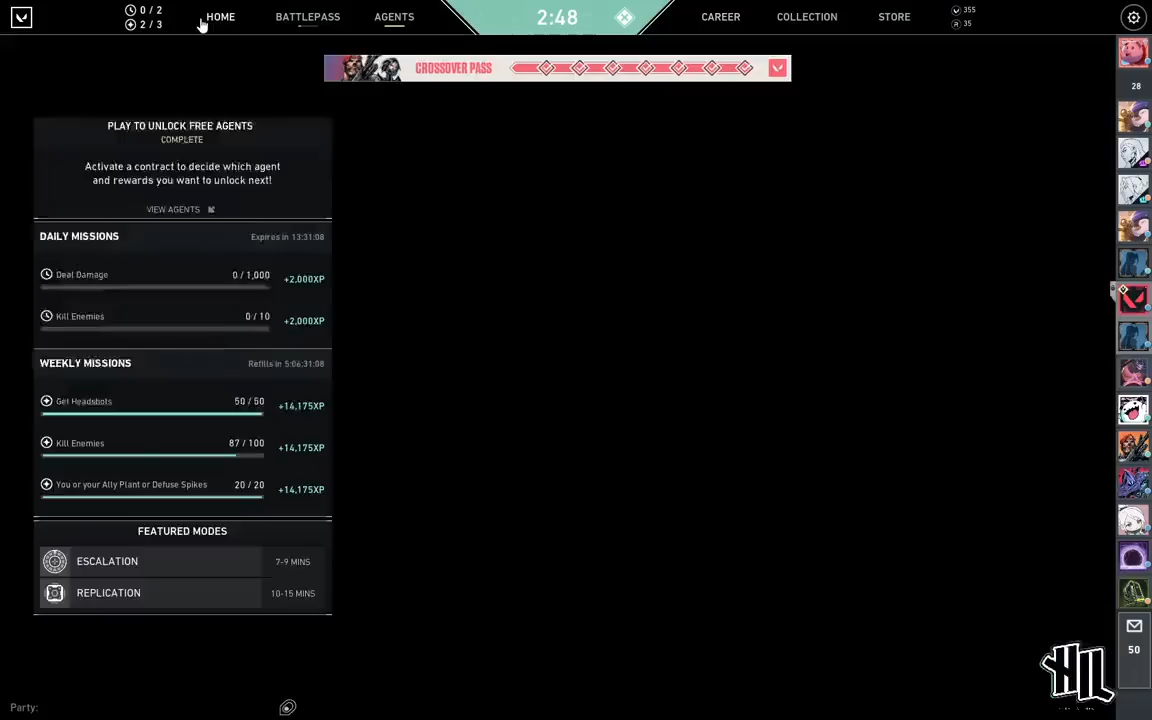 0 / 2
2 / 3
HOME
BATTLEPASS
AGENTS
2:48
CAREER
COLLECTION
STORE
355
35
CROSSOVER PASS
28
PLAY TO UNLOCK FREE AGENTS
COMPLETE
Activate a contract to decide which agent
and rewards you want to unlock next!
VIEW AGENTS
DAILY MISSIONS
Expires in 13:31:08
Deal Damage
0 / 1,000
+2,000XP
Kill Enemies
0 / 10
+2,000XP
WEEKLY MISSIONS
Refills in 5:06:31:08
Get Headshots
50 / 50
+14,175XP
Kill Enemies
87 / 100
+14,175XP
You or your Ally Plant or Defuse Spikes
20 / 20
+14,175XP
FEATURED MODES
ESCALATION
7-9 MINS
REPLICATION
10-15 MINS
50
Party: